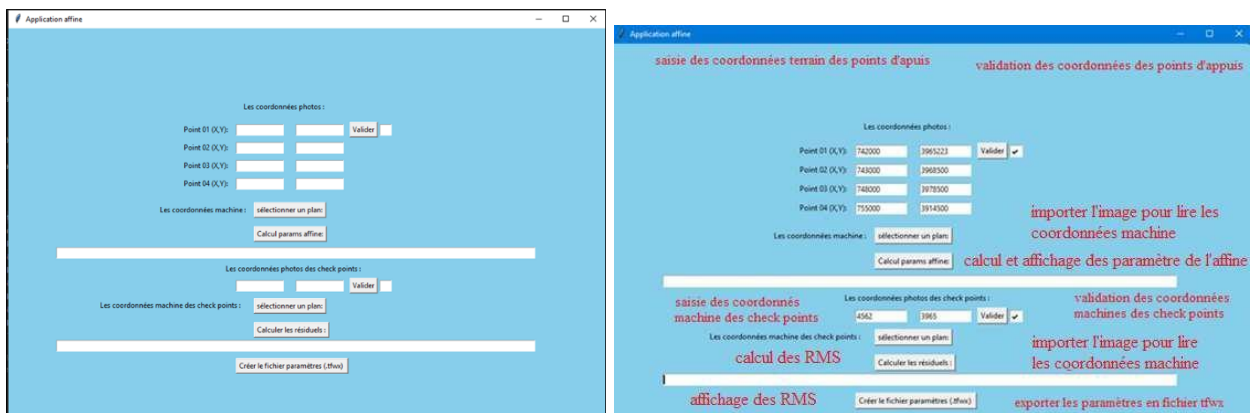 Application affine
Les coordonnées photos :
Point 01 (X,Y): Valider
Point 02 (X,Y):
Point 03 (X,Y):
Point 04 (X,Y):
Les coordonnées machine : sélectionner un plan:
Calcul params affine:
Les coordonnées photos des check points :
Valider
Les coordonnées machine des check points : sélectionner un plan:
Calculer les résiduels :
Créer le fichier paramètres (.tfwx)
Application affine
saisie des coordonnées terrain des points d'apuis
validation des coordonnées des points d'appuis
Les coordonnées photos :
Point 01 (X,Y): 742000 3965223 Valider ✔
Point 02 (X,Y): 743000 3968500
Point 03 (X,Y): 748000 3978500
Point 04 (X,Y): 755000 3914500
importer l'image pour lire les
coordonnées machine
Les coordonnées machine : sélectionner un plan:
Calcul params affine: calcul et affichage des paramètre de l'affine
saisie des coordonnés
machine des check points
Les coordonnées photos des check points :
4562 3965 Valider ✔
validation des coordonnées
machines des check points
Les coordonnées machine des check points : sélectionner un plan:
importer l'image pour lire
les coordonnées machine
calcul des RMS
Calculer les résiduels :
affichage des RMS
Créer le fichier paramètres (.tfwx)
exporter les paramètres en fichier tfwx